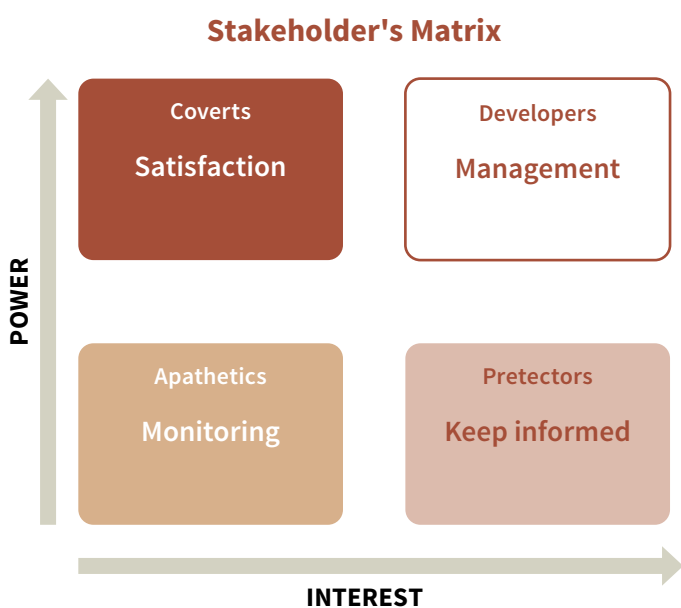 Stakeholder's Matrix
Coverts
Satisfaction
Developers
Management
POWER
Apathetics
Monitoring
Pretectors
Keep informed
INTEREST